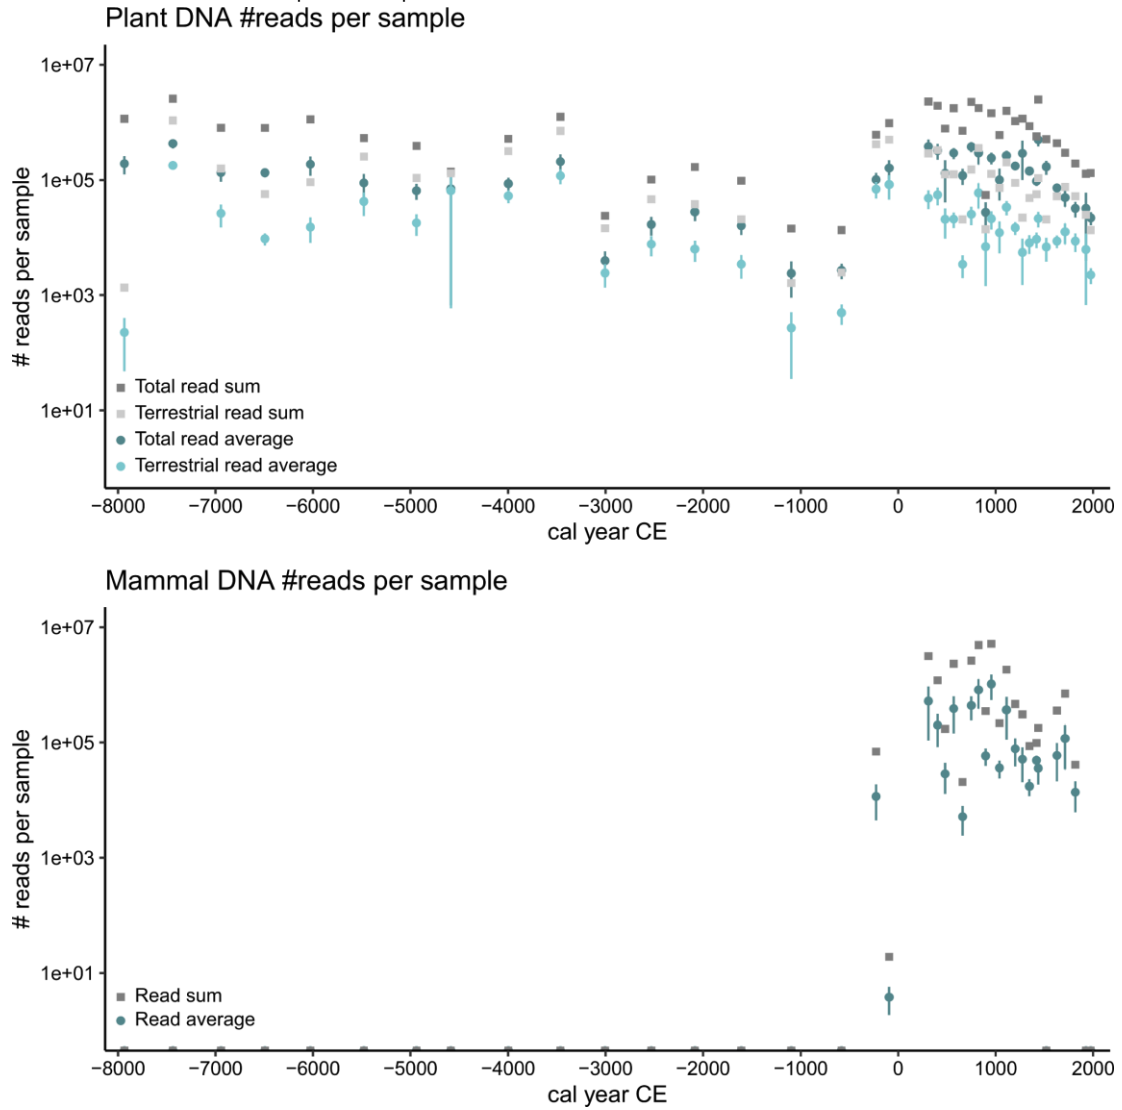 Plant DNA #reads per sample
1e+07
1e+05
1e+03
1e+01
# reads per sample
Total read sum
Terrestrial read sum
Total read average
Terrestrial read average
−8000 −7000 −6000 −5000 −4000 −3000 −2000 −1000 0 1000 2000
cal year CE
Mammal DNA #reads per sample
1e+07
1e+05
1e+03
1e+01
# reads per sample
Read sum
Read average
−8000 −7000 −6000 −5000 −4000 −3000 −2000 −1000 0 1000 2000
cal year CE